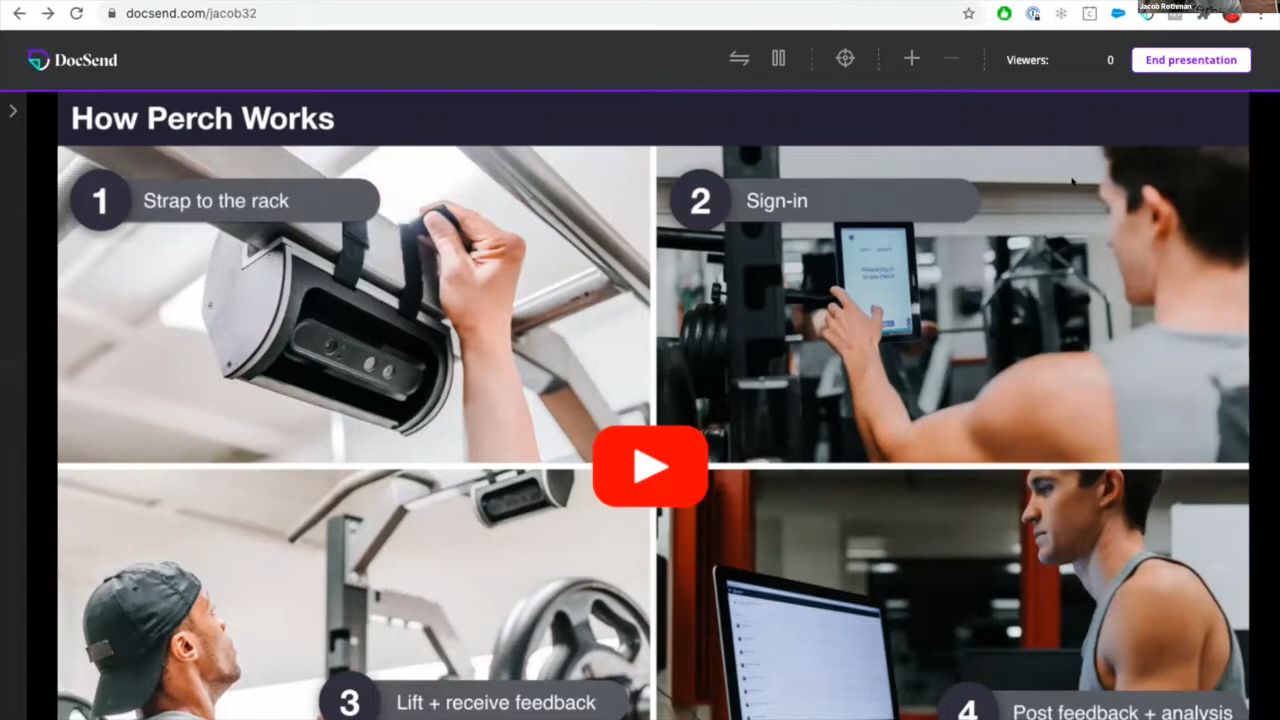 docsend.com/jacob32
Jacob Rothman
DocSend
Viewers:
0
End presentation
How Perch Works
1
Strap to the rack
2
Sign-in
3
Lift + receive feedback
4
Post feedback + analysis